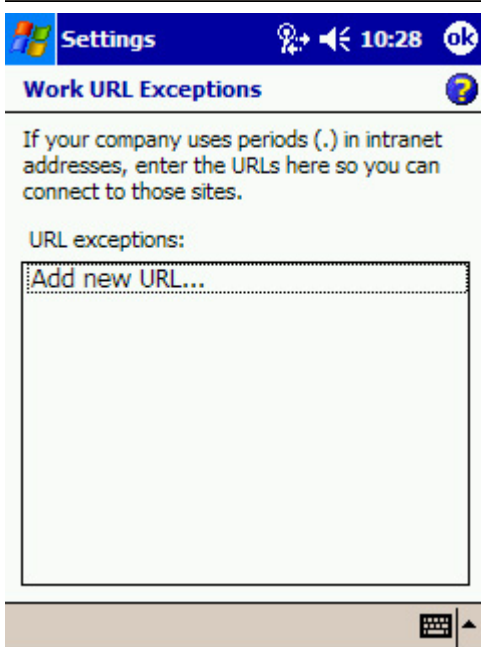 Settings 10:28 ok
Work URL Exceptions ?
If your company uses periods (.) in intranet
addresses, enter the URLs here so you can
connect to those sites.
URL exceptions:
Add new URL...